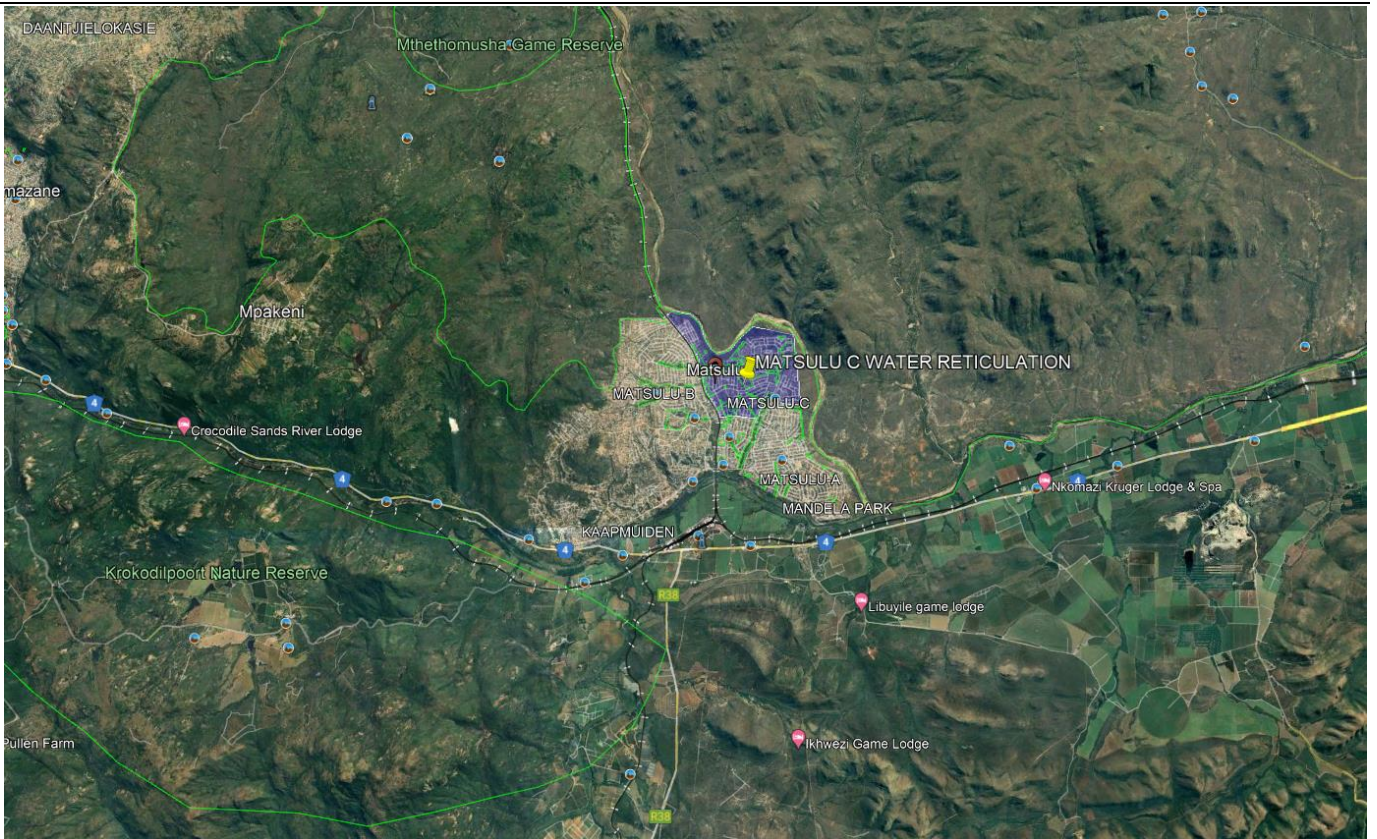 DAANTJIELOKASIE
Mthethomusha Game Reserve
mazane
Mpakeni
Matsulu
MATSULU C WATER RETICULATION
MATSULU-B
MATSULU-C
4
Crocodile Sands River Lodge
4
MATSULU-A
4
Nkomazi Kruger Lodge & Spa
MANDELA PARK
KAAPMUIDEN
4
4
Krokodilpoort Nature Reserve
R38
Libuyile game lodge
Pullen Farm
Ikhwezi Game Lodge
R38